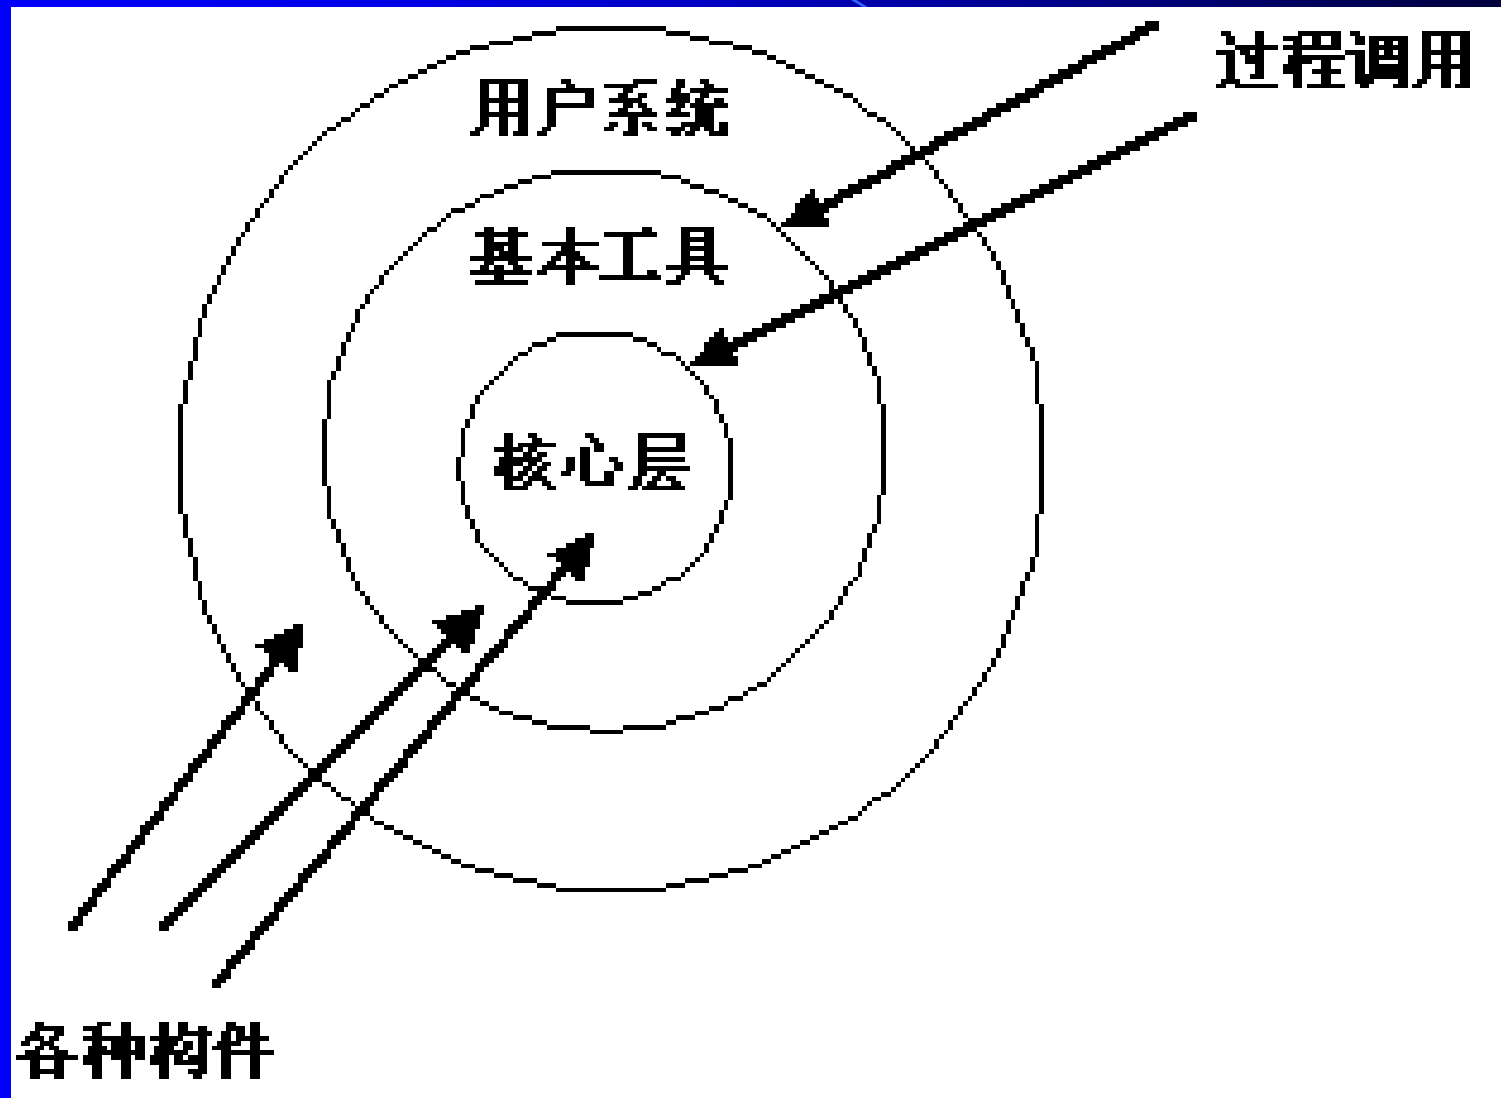 过程调用
用户系统
基本工具
核心层
各种构件